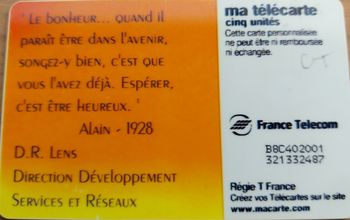 ' Le bonheur... quand il
paraît être dans l'avenir,
songez-y bien, c'est que
vous l'avez déjà. Espérer,
c'est être heureux. '
Alain - 1928
D.R. Lens
Direction Développement
Services et Réseaux
ma télécarte
cinq unités
Cette carte personnalisée
ne peut être ni remboursée
ni échangée.
France Telecom
B8C402001
321332487
Régie T France
Créez vos Télécartes sur le site
www.macarte.com